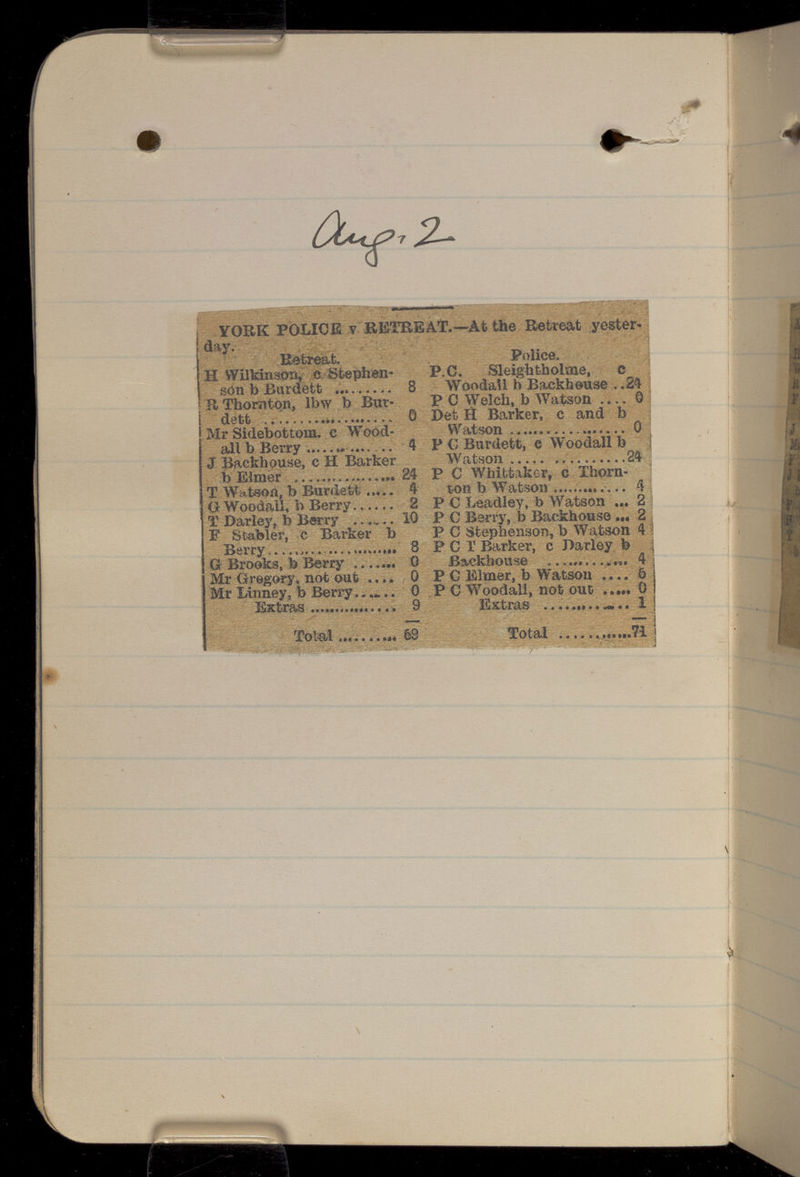 Aug. 2
YORK POLICE v RETREAT.—At the Retreat yester-
day.
Retreat.
H Wilkinson, c Stephen-
son b Burdett ......... 8
R Thornton, lbw b Bur-
dett .................. 0
Mr Sidebottom, c Wood-
all b Berry ............ 4
J Backhouse, c H Barker
b Elmer ............... 24
T Watson, b Burdett ..... 4
G Woodall, b Berry...... 2
T Darley, b Berry ...... 10
F Stabler, c Barker b
Berry.................... 8
G Brooks, b Berry ....... 0
Mr Gregory, not out .... 0
Mr Linney, b Berry...... 0
Extras ............... 9
Total .......... 69
Police.
P.C. Sleightholme, c
Woodall b Backhouse ..24
P C Welch, b Watson .... 0
Det H Barker, c and b
Watson .................. 0
P C Burdett, c Woodall b
Watson ................24
P C Whittaker, c Thorn-
ton b Watson ............ 4
P C Leadley, b Watson ... 2
P C Berry, b Backhouse ... 2
P C Stephenson, b Watson 4
P C T Barker, c Darley b
Backhouse ............ 4
P C Elmer, b Watson .... 6
P C Woodall, not out ..... 0
Extras ............ 1
Total ............71